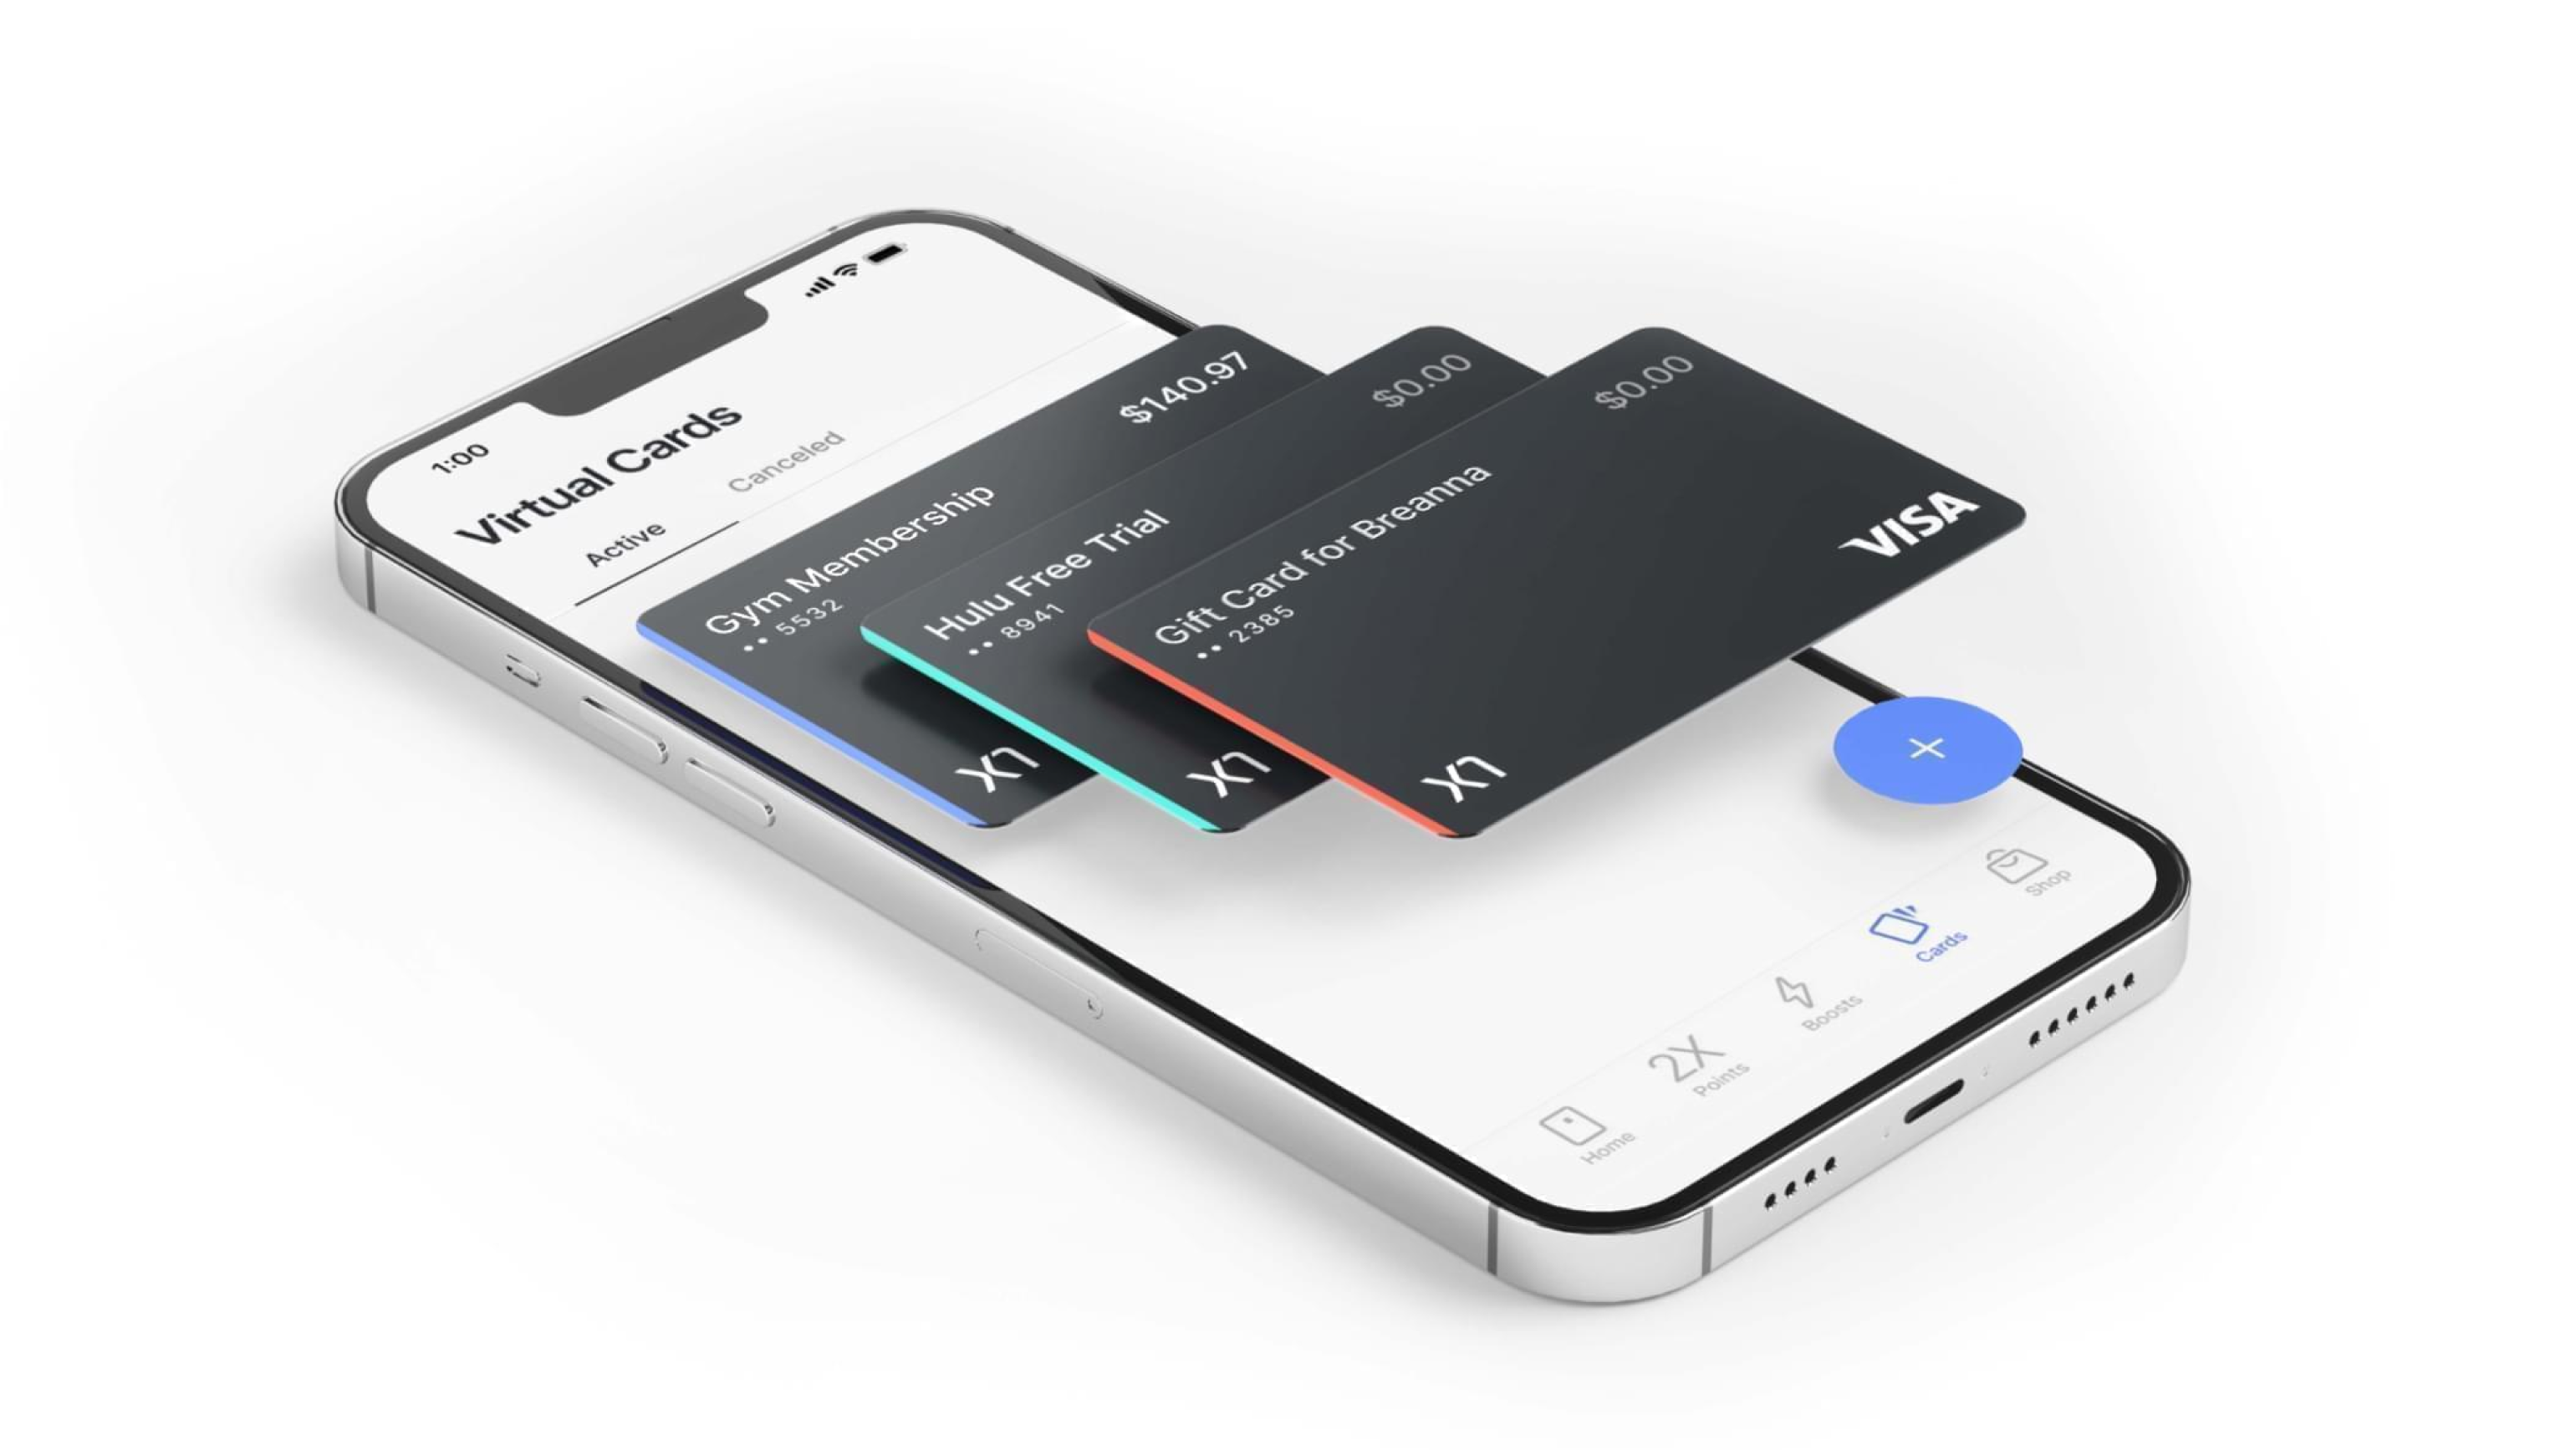 1:00
Virtual Cards
Active
Canceled
Gym Membership
$140.97
•• 5532
X1
Hulu Free Trial
$0.00
•• 8941
X1
Gift Card for Breanna
$0.00
•• 2385
X1
VISA
+
Home
2X
Points
Boosts
Cards
Shop